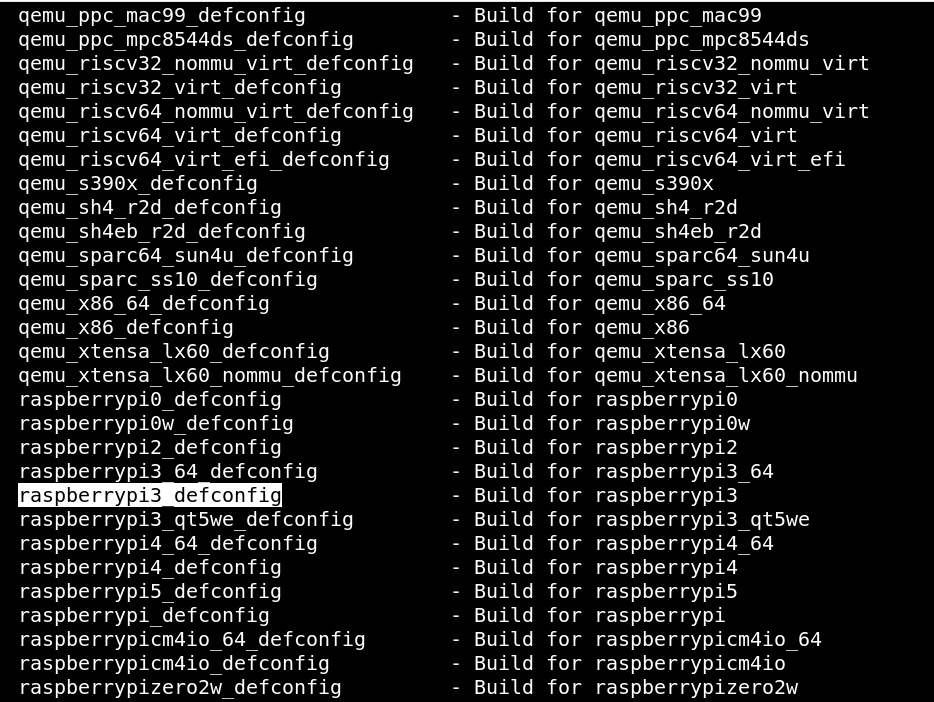 qemu_ppc_mac99_defconfig - Build for qemu_ppc_mac99
qemu_ppc_mpc8544ds_defconfig - Build for qemu_ppc_mpc8544ds
qemu_riscv32_nommu_virt_defconfig - Build for qemu_riscv32_nommu_virt
qemu_riscv32_virt_defconfig - Build for qemu_riscv32_virt
qemu_riscv64_nommu_virt_defconfig - Build for qemu_riscv64_nommu_virt
qemu_riscv64_virt_defconfig - Build for qemu_riscv64_virt
qemu_riscv64_virt_efi_defconfig - Build for qemu_riscv64_virt_efi
qemu_s390x_defconfig - Build for qemu_s390x
qemu_sh4_r2d_defconfig - Build for qemu_sh4_r2d
qemu_sh4eb_r2d_defconfig - Build for qemu_sh4eb_r2d
qemu_sparc64_sun4u_defconfig - Build for qemu_sparc64_sun4u
qemu_sparc_ss10_defconfig - Build for qemu_sparc_ss10
qemu_x86_64_defconfig - Build for qemu_x86_64
qemu_x86_defconfig - Build for qemu_x86
qemu_xtensa_lx60_defconfig - Build for qemu_xtensa_lx60
qemu_xtensa_lx60_nommu_defconfig - Build for qemu_xtensa_lx60_nommu
raspberrypi0_defconfig - Build for raspberrypi0
raspberrypi0w_defconfig - Build for raspberrypi0w
raspberrypi2_defconfig - Build for raspberrypi2
raspberrypi3_64_defconfig - Build for raspberrypi3_64
raspberrypi3_defconfig - Build for raspberrypi3
raspberrypi3_qt5we_defconfig - Build for raspberrypi3_qt5we
raspberrypi4_64_defconfig - Build for raspberrypi4_64
raspberrypi4_defconfig - Build for raspberrypi4
raspberrypi5_defconfig - Build for raspberrypi5
raspberrypi_defconfig - Build for raspberrypi
raspberrypicm4io_64_defconfig - Build for raspberrypicm4io_64
raspberrypicm4io_defconfig - Build for raspberrypicm4io
raspberrypizero2w_defconfig - Build for raspberrypizero2w